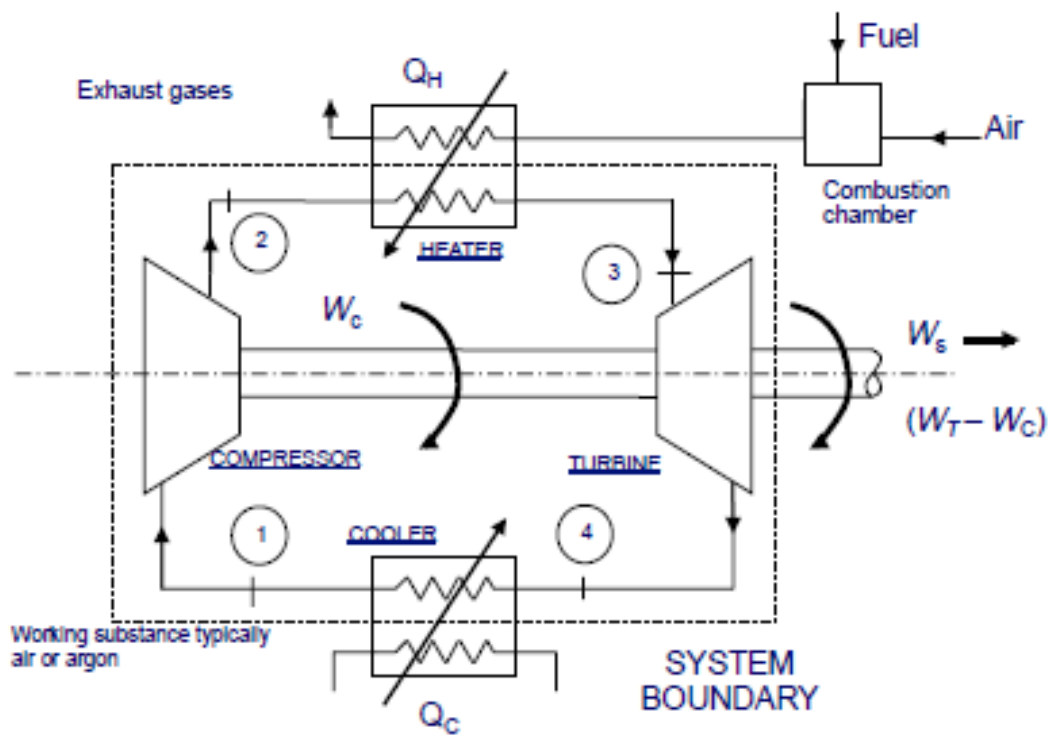 Fuel
Q_H
Exhaust gases
Air
Combustion
chamber
2
HEATER
3
W_c
W_s
(W_T – W_C)
COMPRESSOR
TURBINE
1
COOLER
4
Working substance typically
air or argon
SYSTEM
BOUNDARY
Q_C